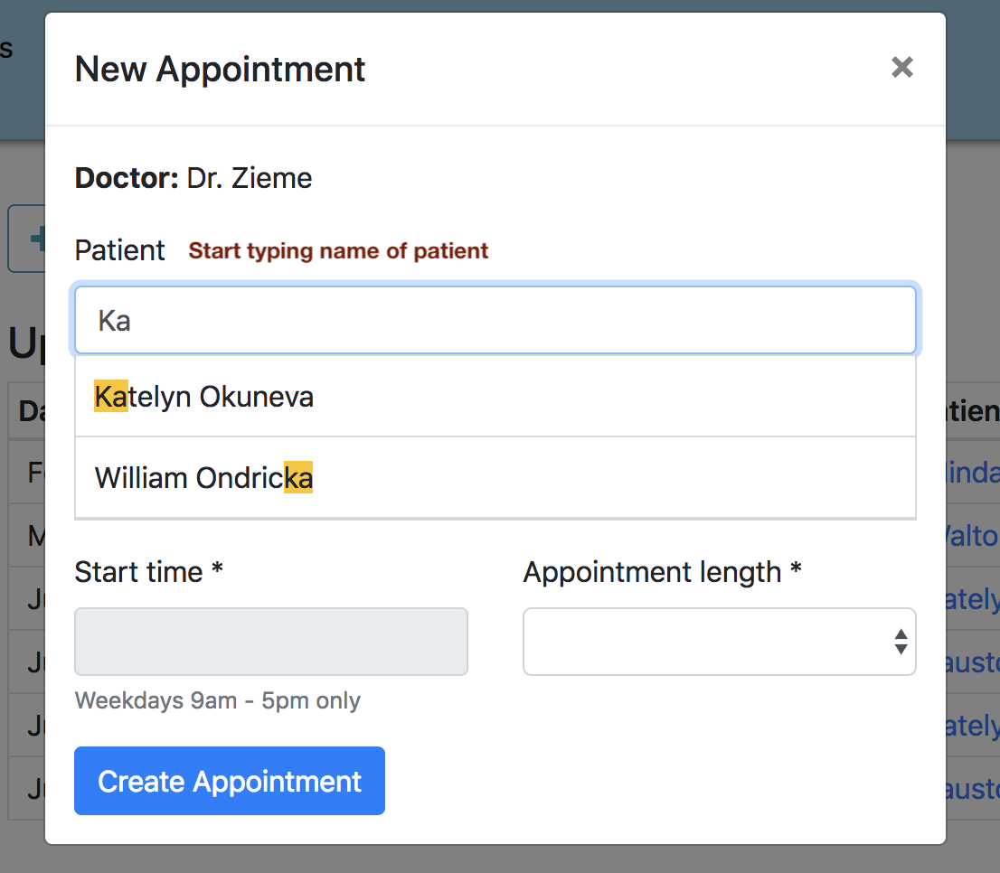 s
New Appointment
Doctor: Dr. Zieme
Patient Start typing name of patient
Ka
Katelyn Okuneva
William Ondricka
Start time * Appointment length *
Weekdays 9am - 5pm only
Create Appointment